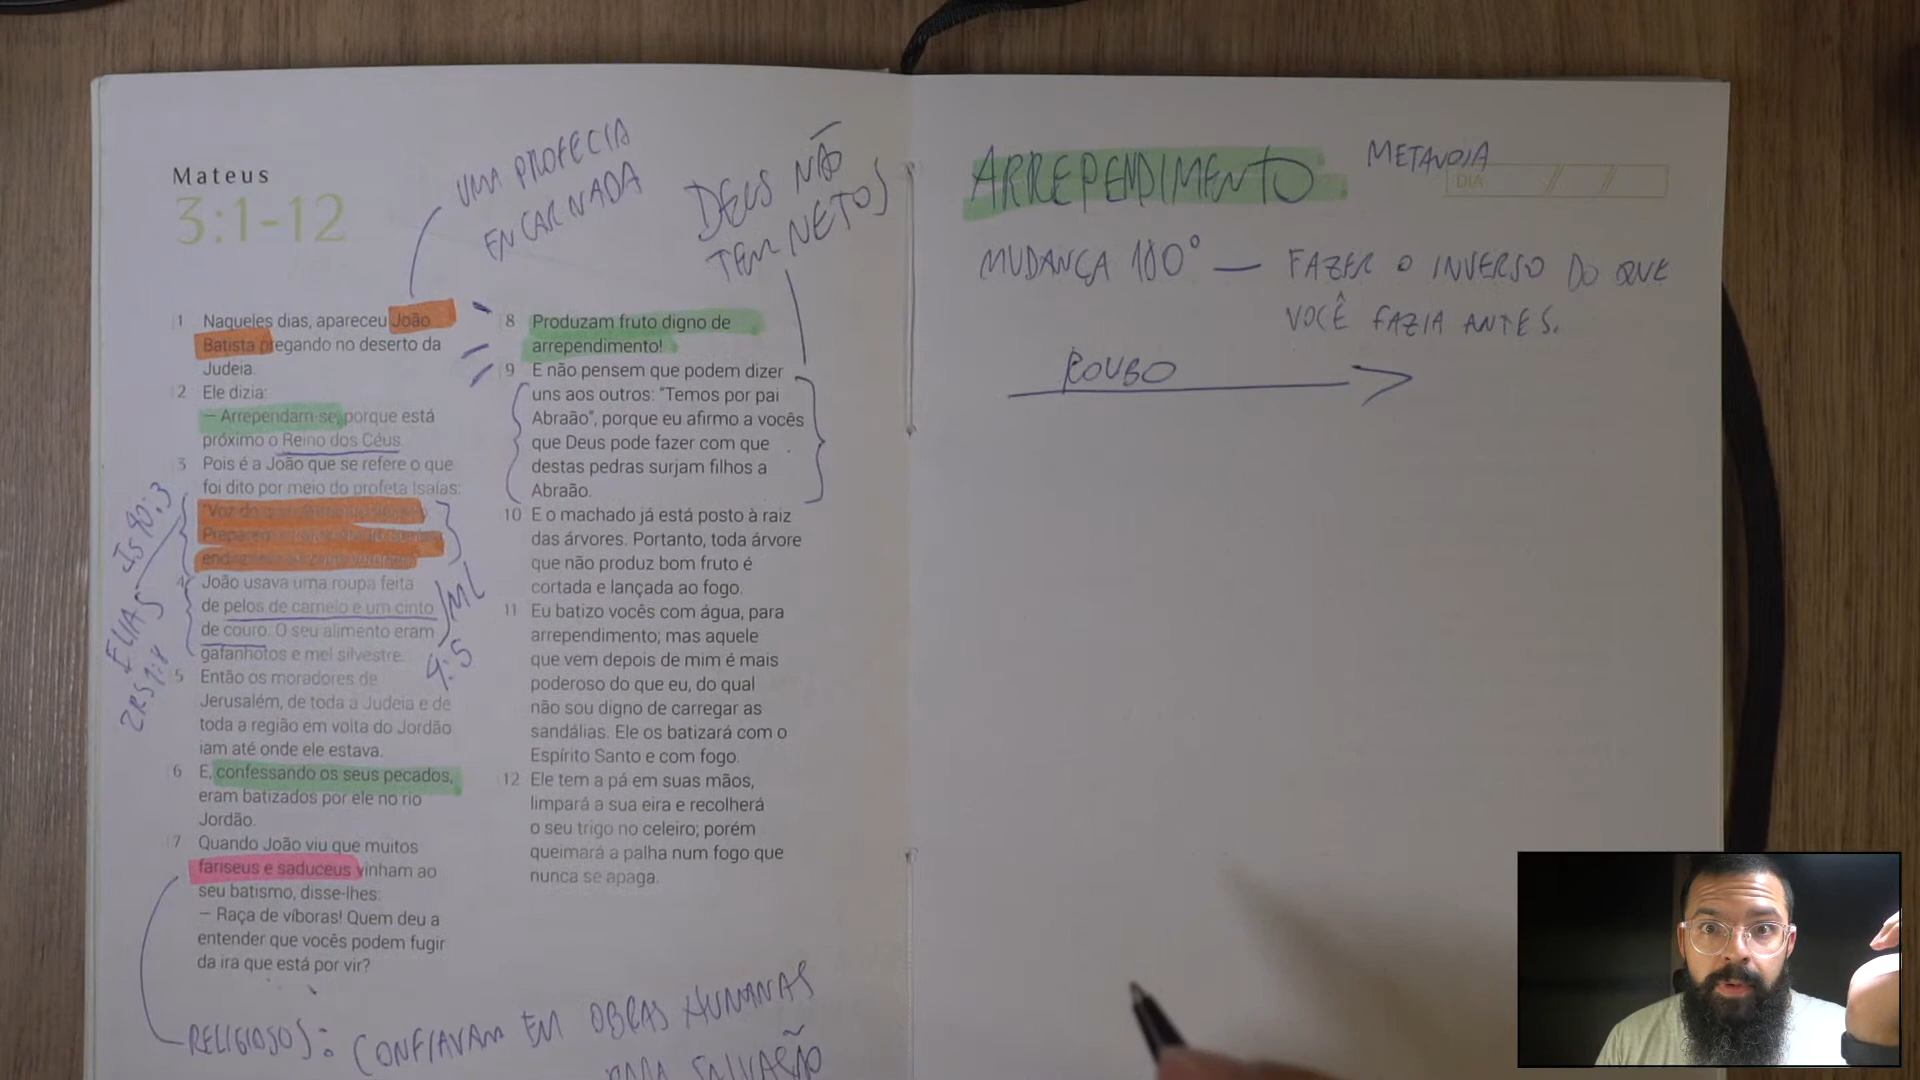 Mateus
3:1-12
UMA PROFECIA
ENCARNADA
DEUS NÃO
TEM NETOS
1 Naqueles dias, apareceu João
Batista pregando no deserto da
Judeia.
2 Ele dizia:
— Arrependam-se, porque está
próximo o Reino dos Céus.
3 Pois é a João que se refere o que
foi dito por meio do profeta Isaías:
"Voz do que
Preparem o
4 João usava uma roupa feita
de pelos de camelo e um cinto
de couro. O seu alimento eram
gafanhotos e mel silvestre.
5 Então os moradores de
Jerusalém, de toda a Judeia e de
toda a região em volta do Jordão
iam até onde ele estava.
6 E, confessando os seus pecados,
eram batizados por ele no rio
Jordão.
7 Quando João viu que muitos
fariseus e saduceus vinham ao
seu batismo, disse-lhes:
— Raça de víboras! Quem deu a
entender que vocês podem fugir
da ira que está por vir?
Is 40:3
ELIAS
2RS 1:8
ML
4:5
RELIGIOSOS: CONFIAVAM EM OBRAS HUMANAS
PARA SALVAÇÃO
8 Produzam fruto digno de
arrependimento!
9 E não pensem que podem dizer
uns aos outros: "Temos por pai
Abraão", porque eu afirmo a vocês
que Deus pode fazer com que
destas pedras surjam filhos a
Abraão.
10 E o machado já está posto à raiz
das árvores. Portanto, toda árvore
que não produz bom fruto é
cortada e lançada ao fogo.
11 Eu batizo vocês com água, para
arrependimento; mas aquele
que vem depois de mim é mais
poderoso do que eu, do qual
não sou digno de carregar as
sandálias. Ele os batizará com o
Espírito Santo e com fogo.
12 Ele tem a pá em suas mãos,
limpará a sua eira e recolherá
o seu trigo no celeiro; porém
queimará a palha num fogo que
nunca se apaga.
ARREPENDIMENTO
METANOIA
DIA / /
MUDANÇA 180° — FAZER O INVERSO DO QUE
VOCÊ FAZIA ANTES.
ROUBO